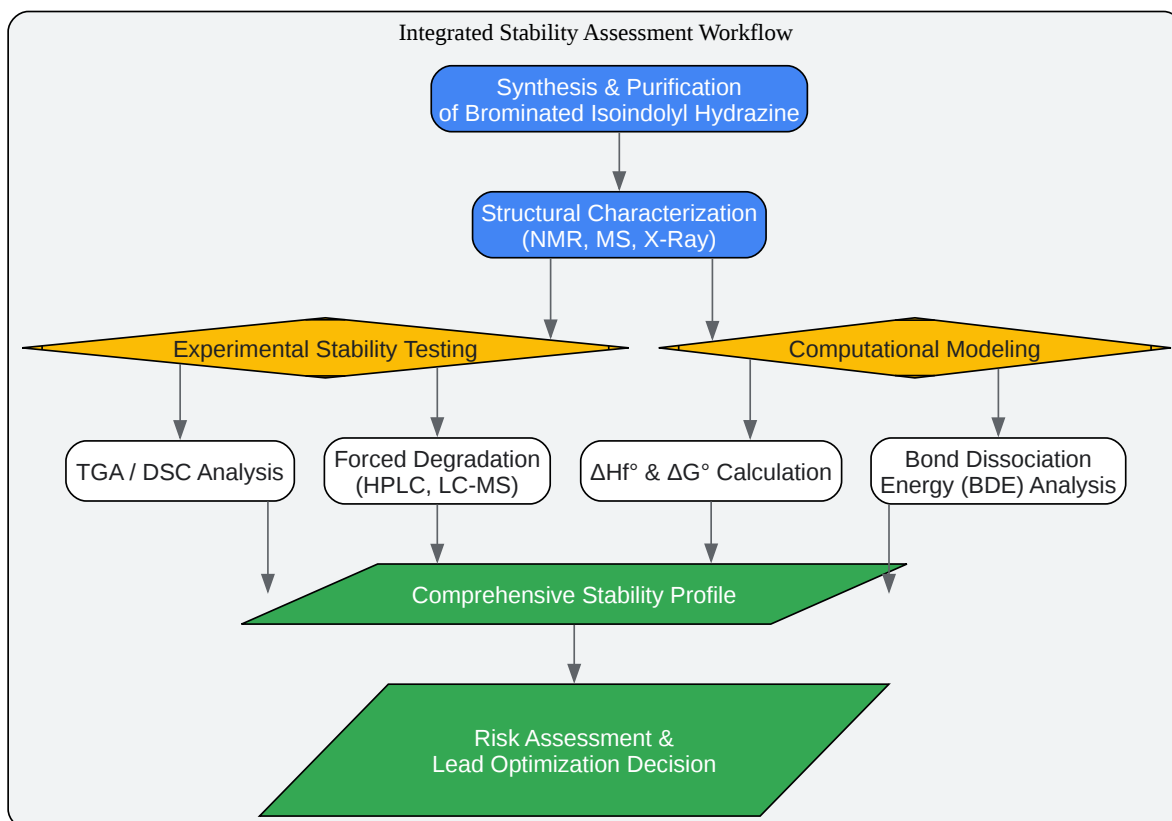 Integrated Stability Assessment Workflow
Synthesis & Purification
of Brominated Isoindolyl Hydrazine
Structural Characterization
(NMR, MS, X-Ray)
Experimental Stability Testing
Computational Modeling
TGA / DSC Analysis
Forced Degradation
(HPLC, LC-MS)
ΔHf° & ΔG° Calculation
Bond Dissociation
Energy (BDE) Analysis
Comprehensive Stability Profile
Risk Assessment &
Lead Optimization Decision